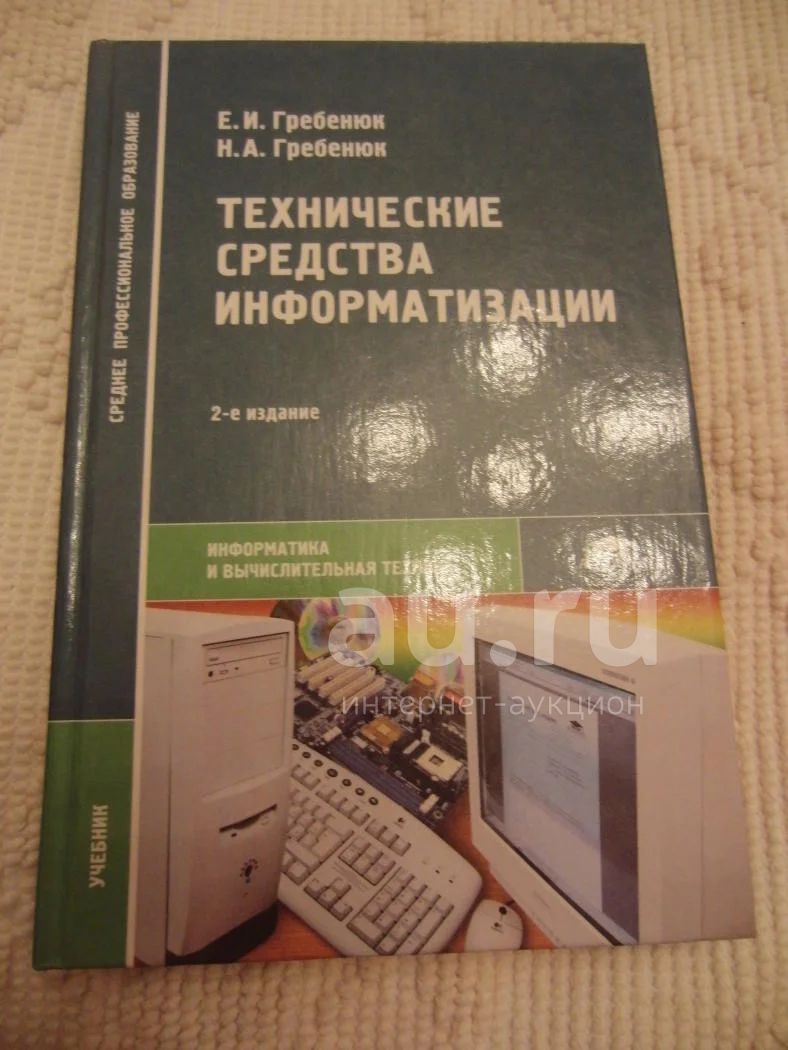 Е.И. Гребенюк
Н.А. Гребенюк
ТЕХНИЧЕСКИЕ
СРЕДСТВА
ИНФОРМАТИЗАЦИИ
2-е издание
ИНФОРМАТИКА
И ВЫЧИСЛИТЕЛЬНАЯ
СРЕДНЕЕ ПРОФЕССИОНАЛЬНОЕ ОБРАЗОВАНИЕ
УЧЕБНИК
au.ru
интернет-аукцион